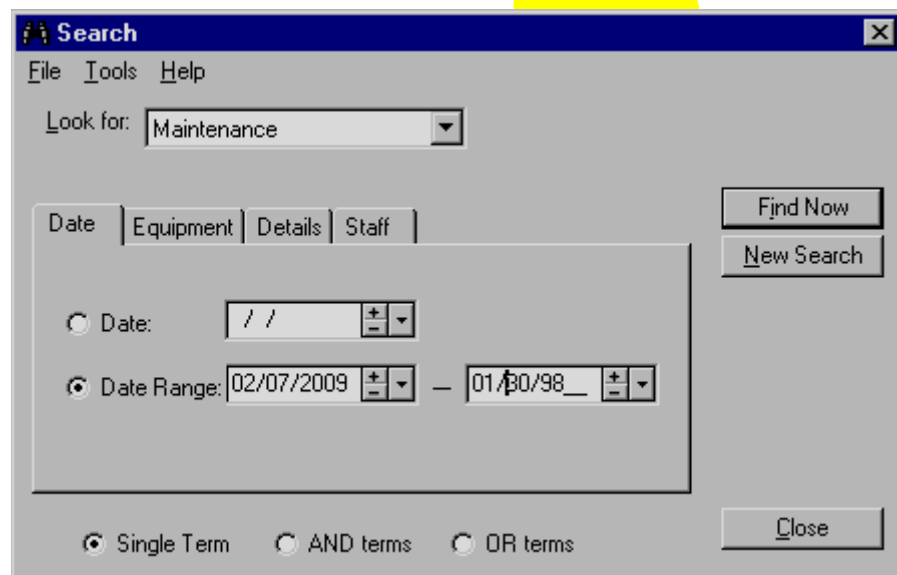 Search
File Tools Help
Look for: Maintenance
Date Equipment Details Staff
Find Now
New Search
Date: / /
Date Range: 02/07/2009 – 01/30/98__
Single Term AND terms OR terms
Close